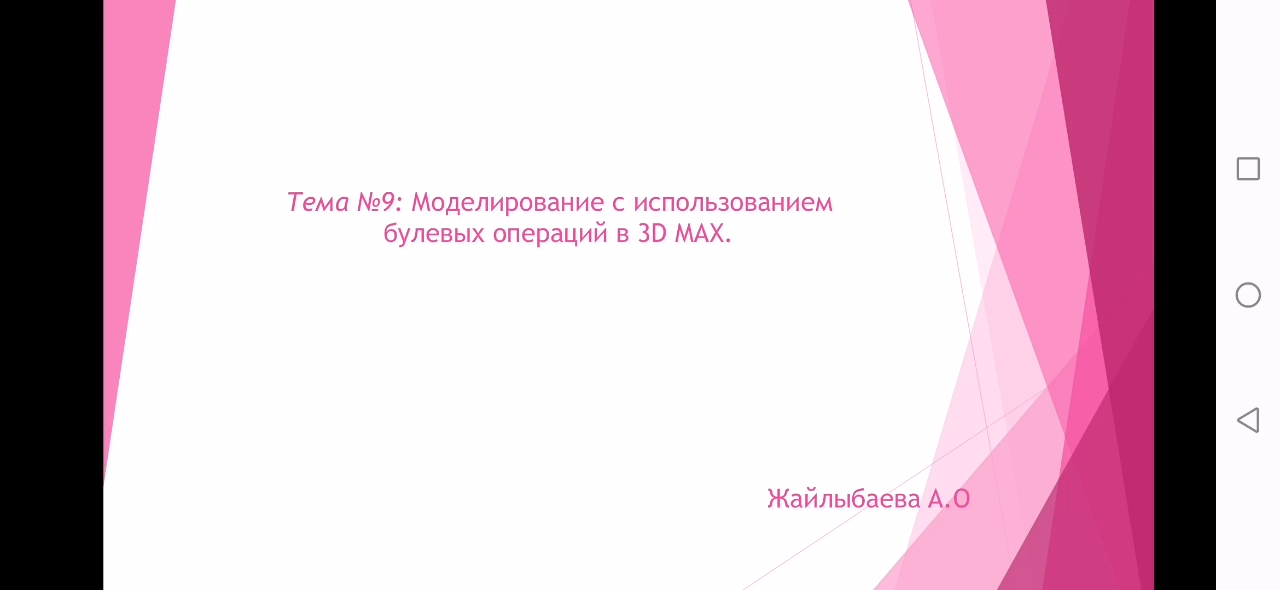 Тема №9: Моделирование с использованием
булевых операций в 3D MAX.
Жайлыбаева А.О